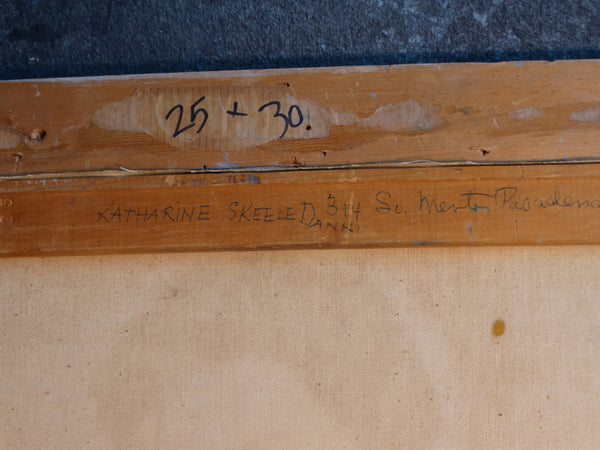 25 + 30
KATHARINE SKEELE DANN 314 So. Mentor Pasadena